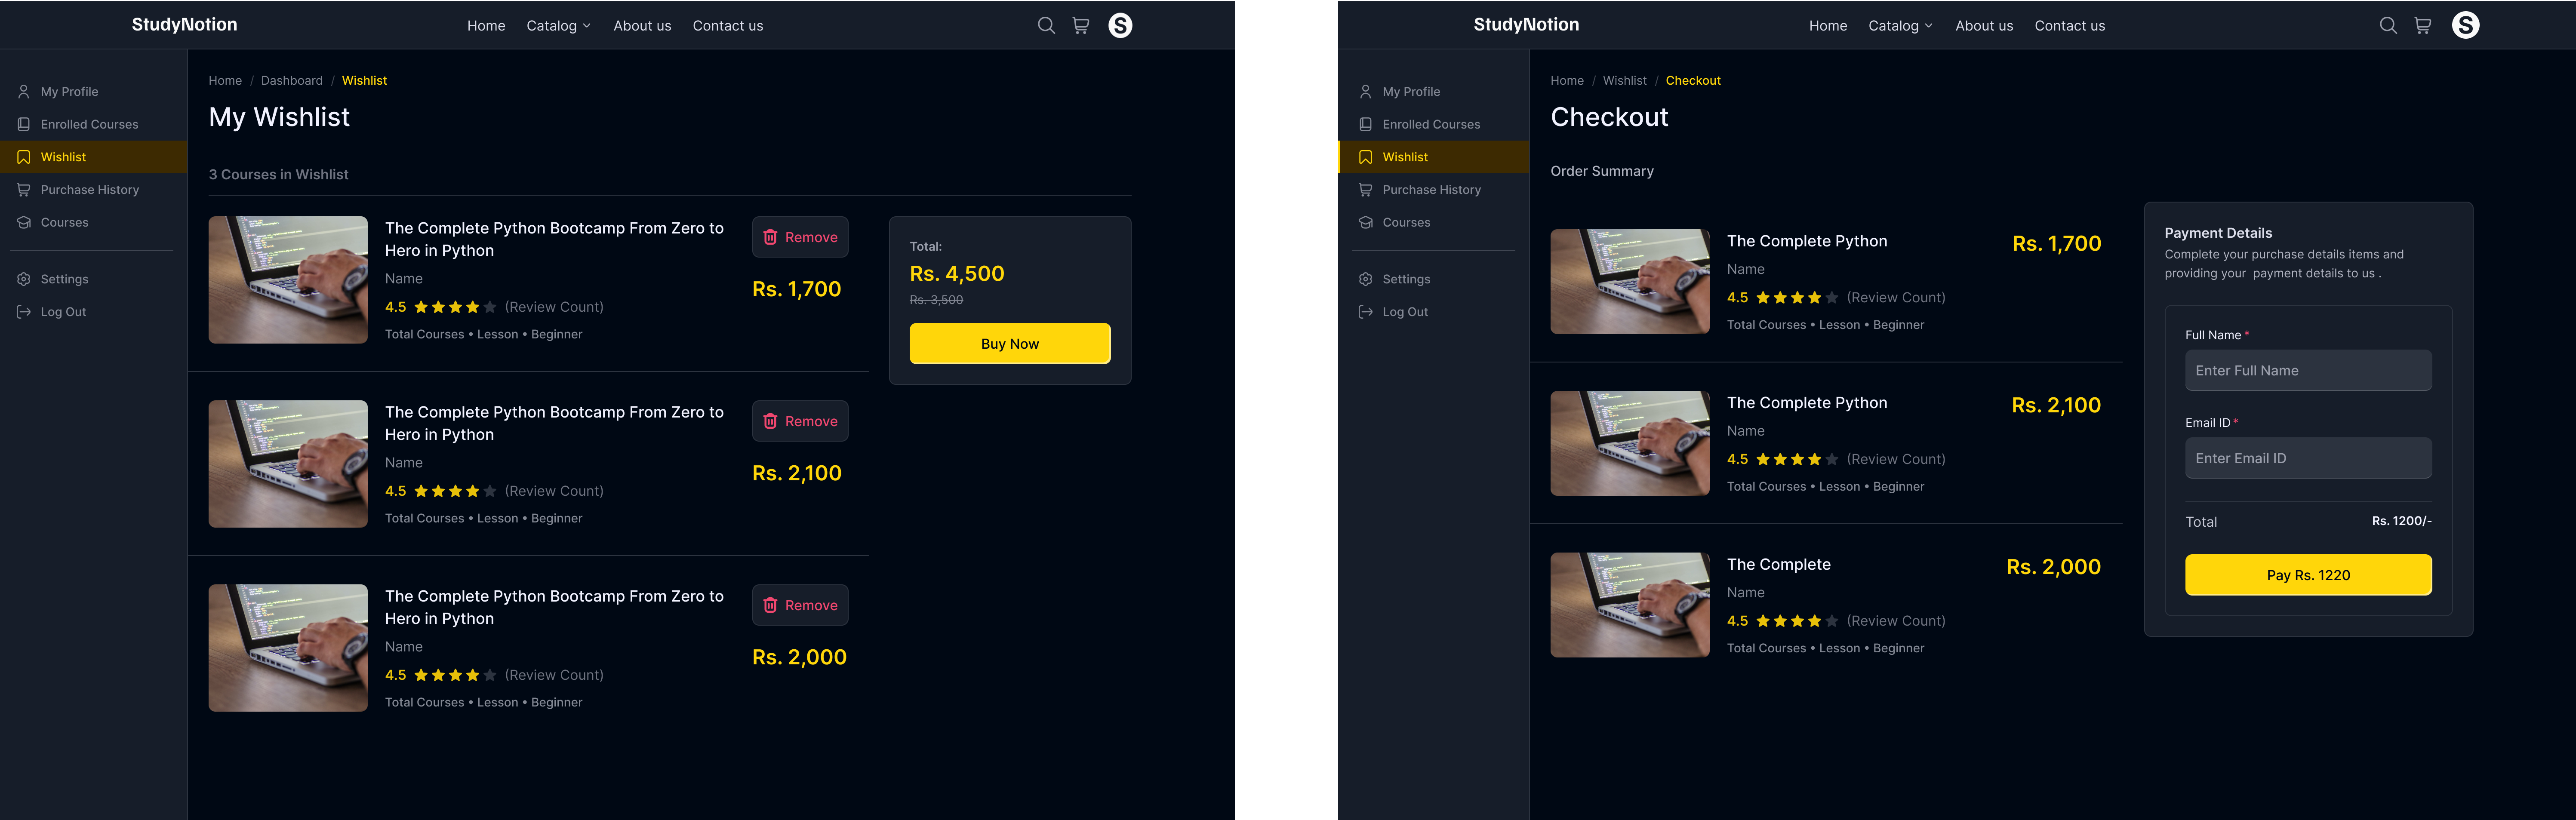 StudyNotion
Home Catalog About us Contact us
S
My Profile
Enrolled Courses
Wishlist
Purchase History
Courses
Settings
Log Out
Home / Dashboard / Wishlist
My Wishlist
3 Courses in Wishlist
The Complete Python Bootcamp From Zero to
Hero in Python
Name
4.5 (Review Count)
Total Courses • Lesson • Beginner
Remove
Rs. 1,700
The Complete Python Bootcamp From Zero to
Hero in Python
Name
4.5 (Review Count)
Total Courses • Lesson • Beginner
Remove
Rs. 2,100
The Complete Python Bootcamp From Zero to
Hero in Python
Name
4.5 (Review Count)
Total Courses • Lesson • Beginner
Remove
Rs. 2,000
Total:
Rs. 4,500
Rs. 3,500
Buy Now
StudyNotion
Home Catalog About us Contact us
S
My Profile
Enrolled Courses
Wishlist
Purchase History
Courses
Settings
Log Out
Home / Wishlist / Checkout
Checkout
Order Summary
The Complete Python
Name
4.5 (Review Count)
Total Courses • Lesson • Beginner
Rs. 1,700
The Complete Python
Name
4.5 (Review Count)
Total Courses • Lesson • Beginner
Rs. 2,100
The Complete
Name
4.5 (Review Count)
Total Courses • Lesson • Beginner
Rs. 2,000
Payment Details
Complete your purchase details items and
providing your payment details to us .
Full Name *
Enter Full Name
Email ID *
Enter Email ID
Total Rs. 1200/-
Pay Rs. 1220